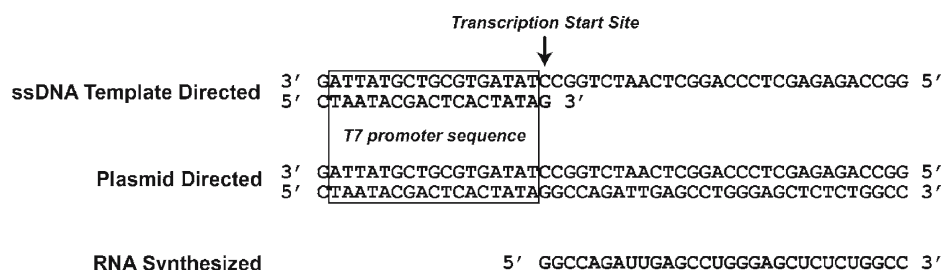 Transcription Start Site
ssDNA Template Directed
3' GATTATGCTGCGTGATATCCGGTCTAACTCGGACCCTCGAGAGACCGG 5'
5' CTAATACGACTCACTATAG 3'
T7 promoter sequence
Plasmid Directed
3' GATTATGCTGCGTGATATCCGGTCTAACTCGGACCCTCGAGAGACCGG 5'
5' CTAATACGACTCACTATAGGCCAGATTGAGCCTGGGAGCTCTCTGGCC 3'
RNA Synthesized
5' GGCCAGAUUGAGCCUGGGAGCUCUCUGGCC 3'